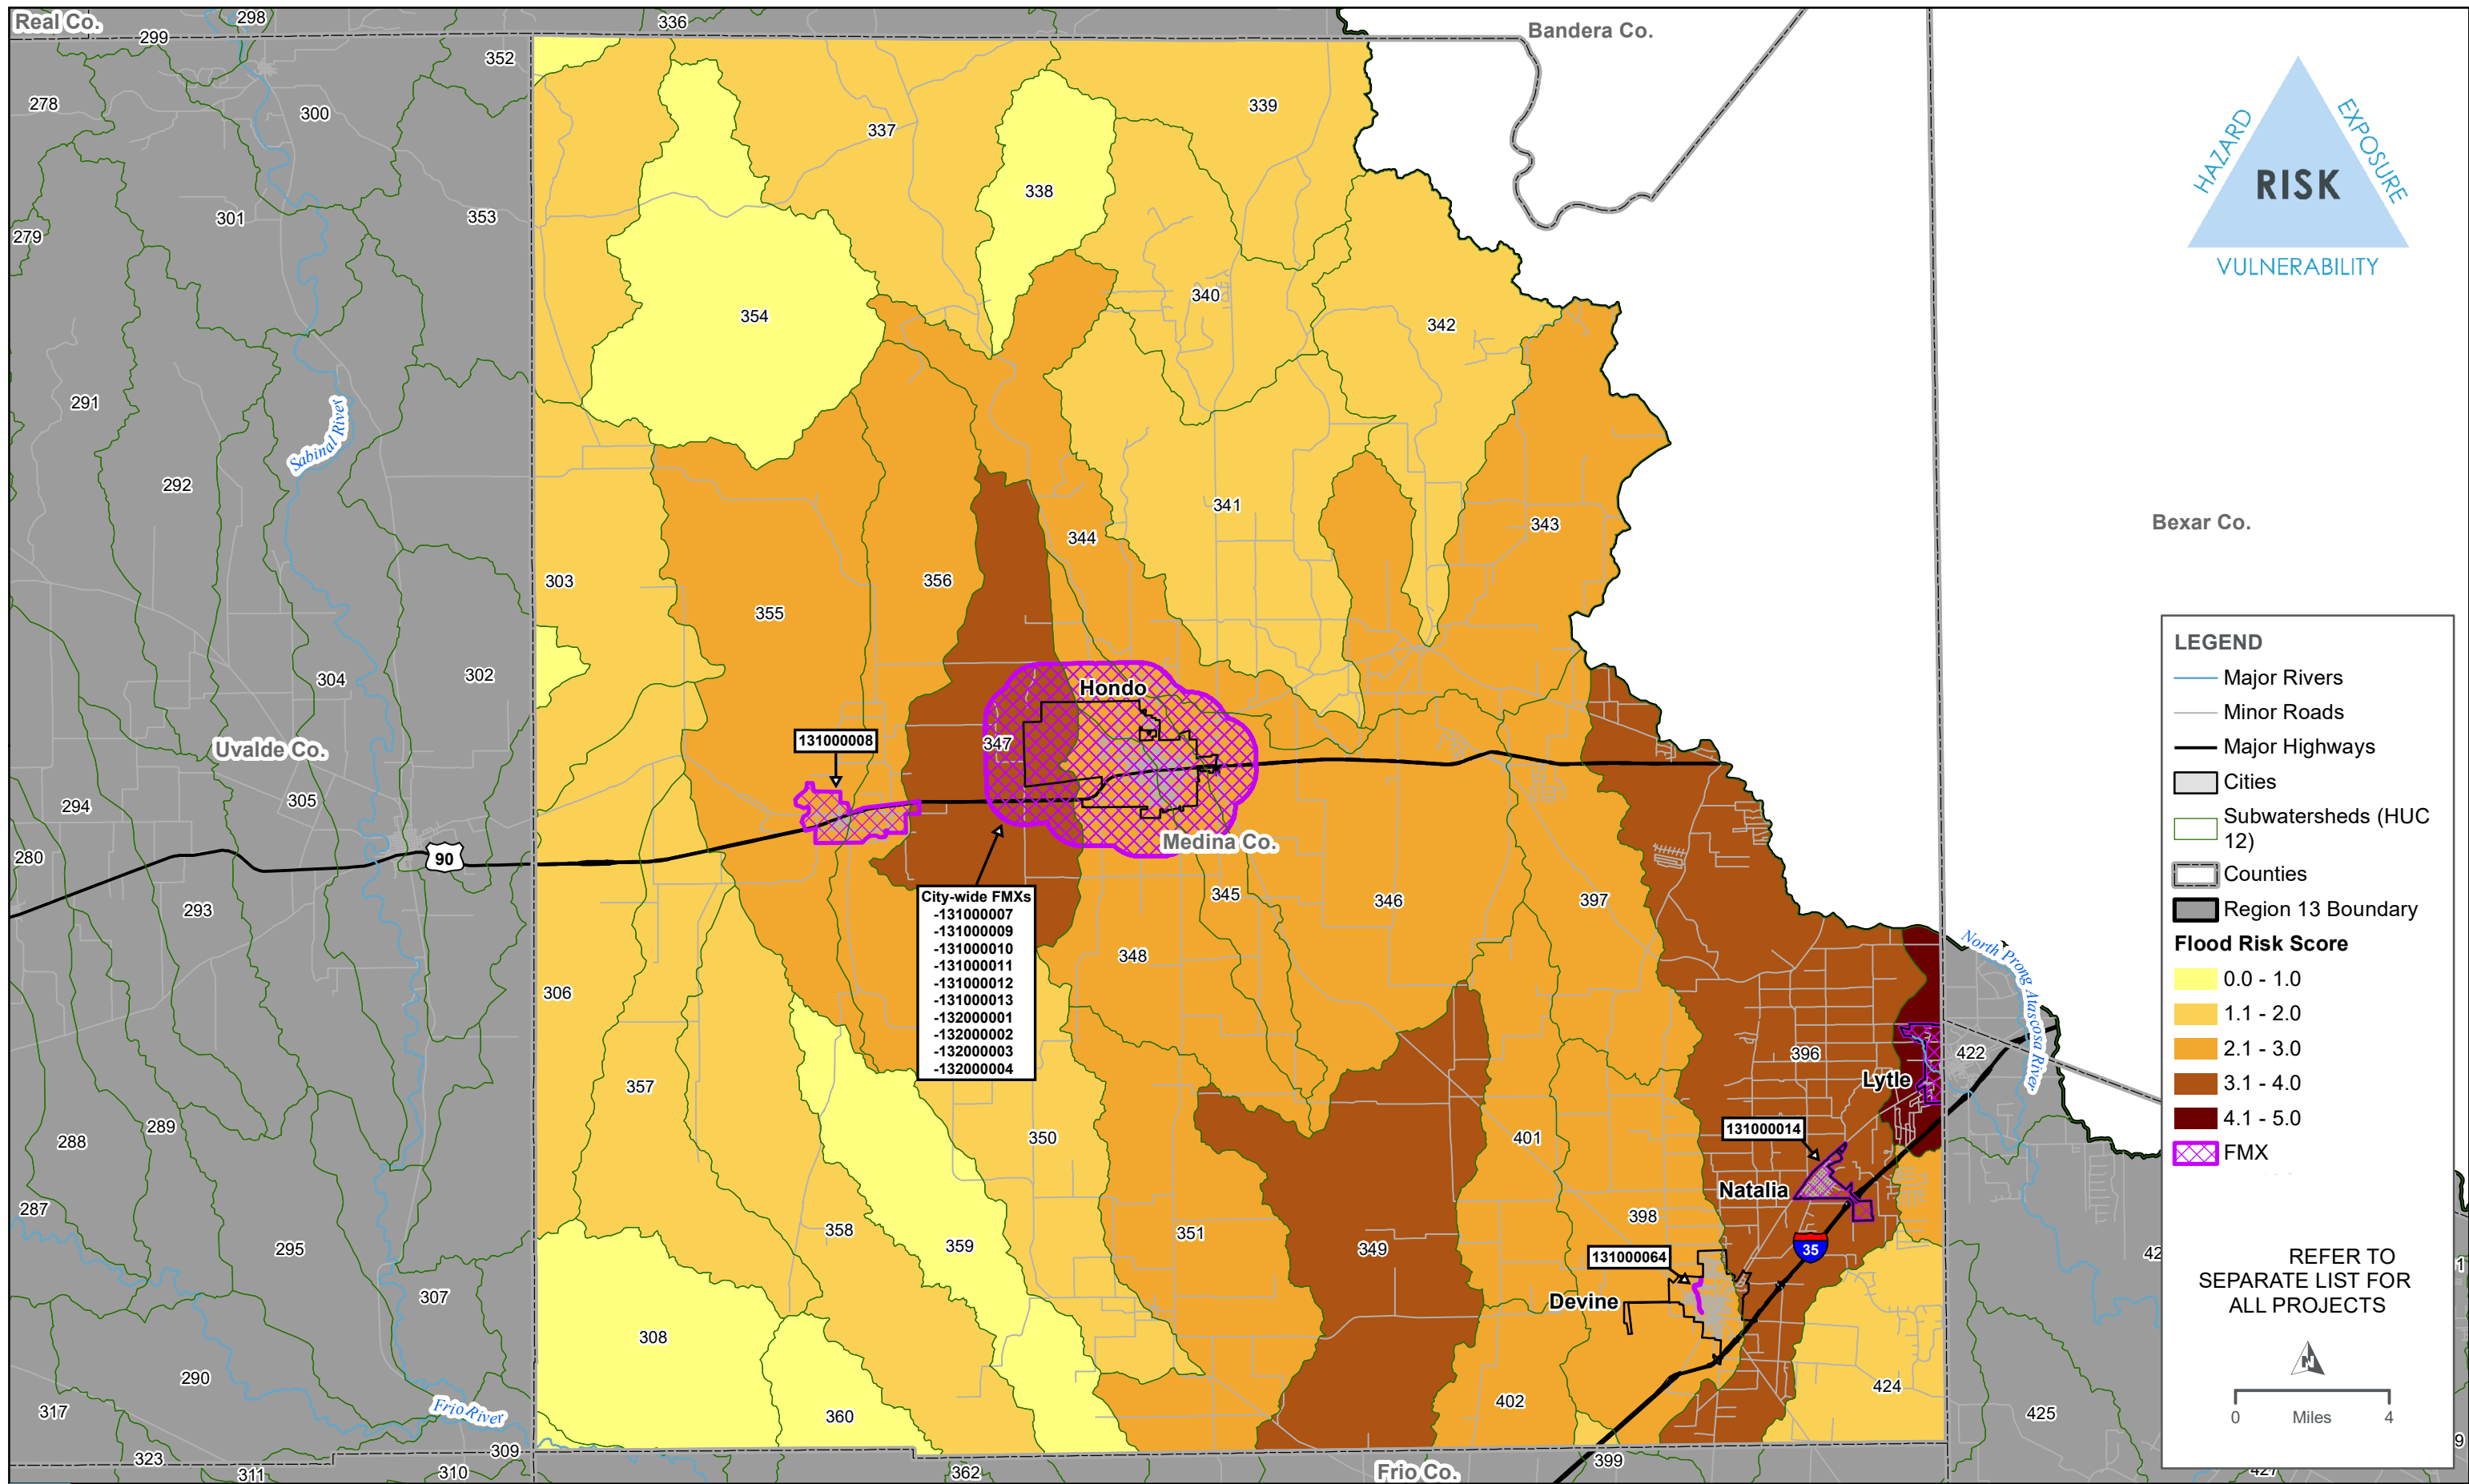 Real Co.
298
299
336
352
Bandera Co.
278
300
339
337
HAZARD
EXPOSURE
RISK
VULNERABILITY
338
301
353
279
340
354
342
291
Sabinal River
292
341
343
Bexar Co.
344
303
356
355
304
302
Hondo
131000008
347
Uvalde Co.
294
305
Medina Co.
280
90
293
345
346
397
City-wide FMXs
-131000007
-131000009
-131000010
-131000011
-131000012
-131000013
-132000001
-132000002
-132000003
-132000004
348
North Prong Atascosa River
306
396
422
Lytle
357
289
288
350
401
131000014
Natalia
287
295
358
359
351
349
398
35
42
1
131000064
307
Devine
308
290
424
317
Frio River
360
402
425
309
323
311
310
362
Frio Co.
399
427
9
LEGEND
Major Rivers
Minor Roads
Major Highways
Cities
Subwatersheds (HUC
12)
Counties
Region 13 Boundary
Flood Risk Score
0.0 - 1.0
1.1 - 2.0
2.1 - 3.0
3.1 - 4.0
4.1 - 5.0
FMX
REFER TO
SEPARATE LIST FOR
ALL PROJECTS
N
0 Miles 4